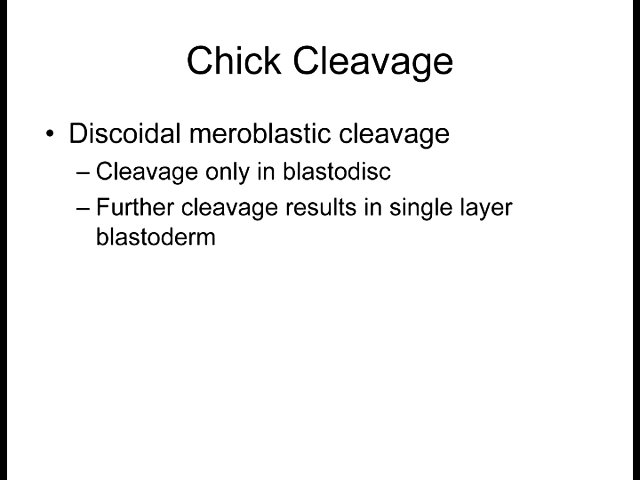 Chick Cleavage
• Discoidal meroblastic cleavage
– Cleavage only in blastodisc
– Further cleavage results in single layer
blastoderm